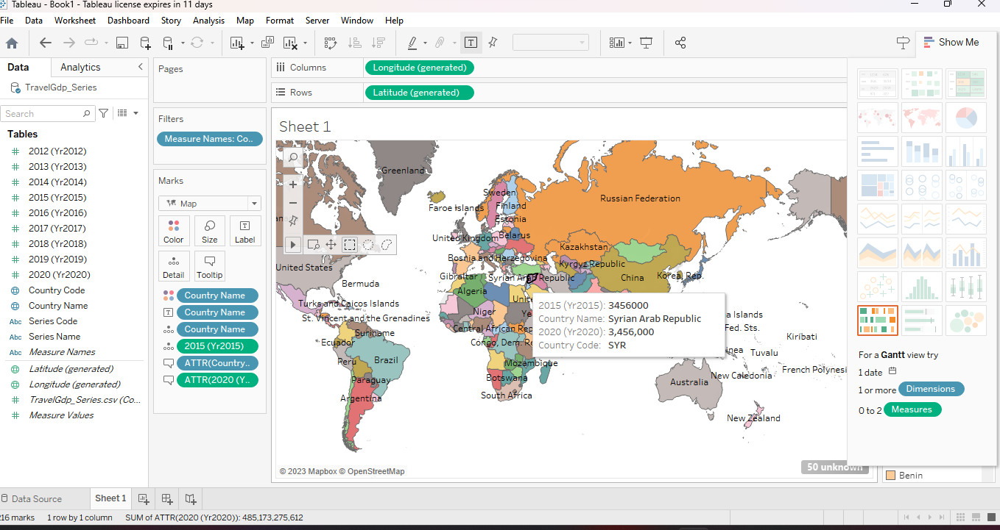 Tableau - Book1 - Tableau license expires in 11 days
File Data Worksheet Dashboard Story Analysis Map Format Server Window Help
Show Me
Data Analytics
TravelGdp_Series
Search
Tables
2012 (Yr2012)
2013 (Yr2013)
2014 (Yr2014)
2015 (Yr2015)
2016 (Yr2016)
2017 (Yr2017)
2018 (Yr2018)
2019 (Yr2019)
2020 (Yr2020)
Country Code
Country Name
Abc Series Code
Abc Series Name
Abc Measure Names
Latitude (generated)
Longitude (generated)
TravelGdp_Series.csv (Co...
Measure Values
Pages
Filters
Measure Names: Co..
Marks
Map
Color Size Label
Detail Tooltip
Country Name
Country Name
Country Name
2015 (Yr2015)
ATTR(Country..
ATTR(2020 (Y..
Columns Longitude (generated)
Rows Latitude (generated)
Sheet 1
Greenland
Sweden
Russian Federation
Faroe Islands Finland
Estonia
United Kingdom Belarus
Kazakhstan
Bosnia and Herzegovina
Kyrgyz Republic
United States
Gibraltar Syrian Arab Republic China Korea, Rep.
Bermuda
Algeria
Turks and Caicos Islands
Niger
St. Vincent and the Grenadines
Central African Rep
Suriname
Ecuador
Congo, Dem. Re
Peru Brazil
Mozambique
Paraguay
Botswana
Argentina
South Africa
2015 (Yr2015): 3456000
Country Name: Syrian Arab Republic
2020 (Yr2020): 3,456,000
Country Code: SYR
a Islands
Fed. Sts.
Kiribati
inea Tuvalu
French Polynesi
New Caledonia
Australia
New Zealand
© 2023 Mapbox © OpenStreetMap
50 unknown
For a Gantt view try
1 date
1 or more Dimensions
0 to 2 Measures
Benin
Data Source Sheet 1
216 marks 1 row by 1 column SUM of ATTR(2020 (Yr2020)): 485,173,275,612